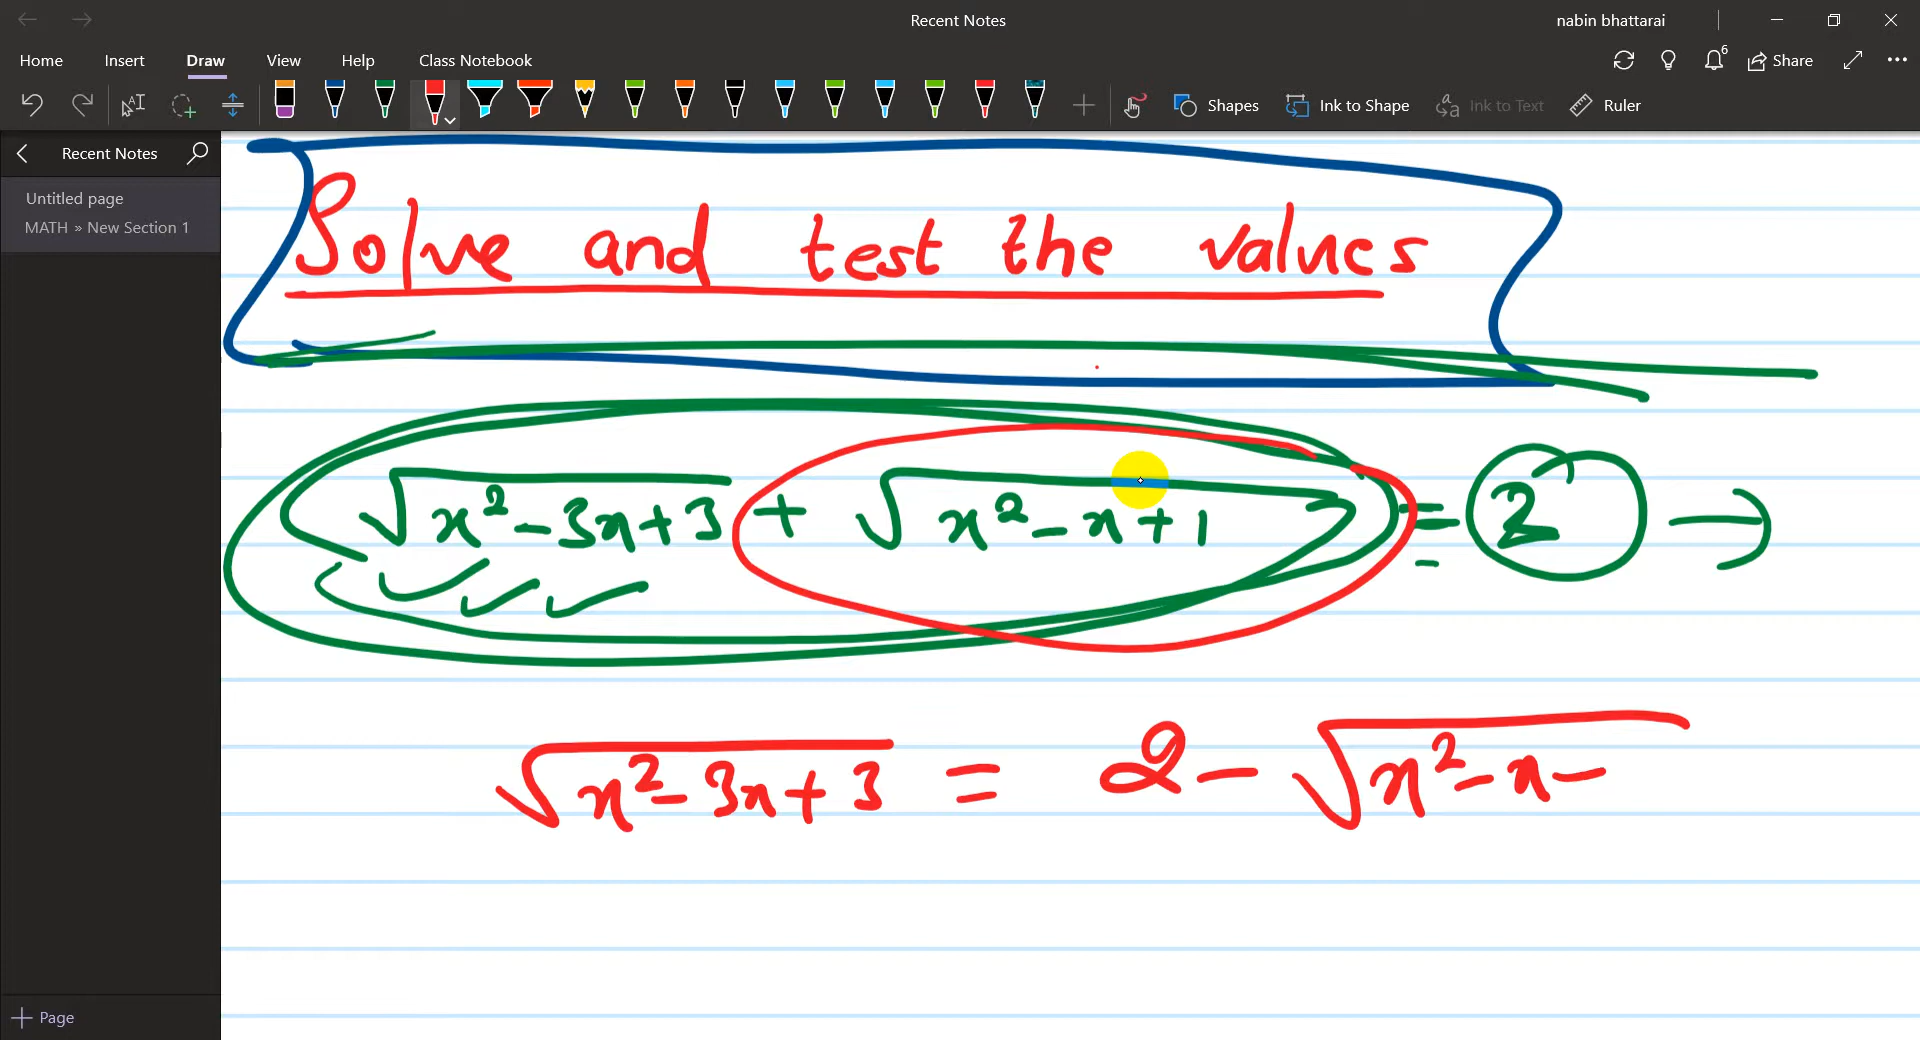 Recent Notes
nabin bhattarai
Home Insert Draw View Help Class Notebook
6
Share
Shapes
Ink to Shape
Ink to Text
Ruler
Recent Notes
Untitled page
MATH » New Section 1
Solve and test the values
√x² - 3x + 3 + √x² - x + 1 = 2
√x² - 3x + 3 = 2 - √x² - x -
Page